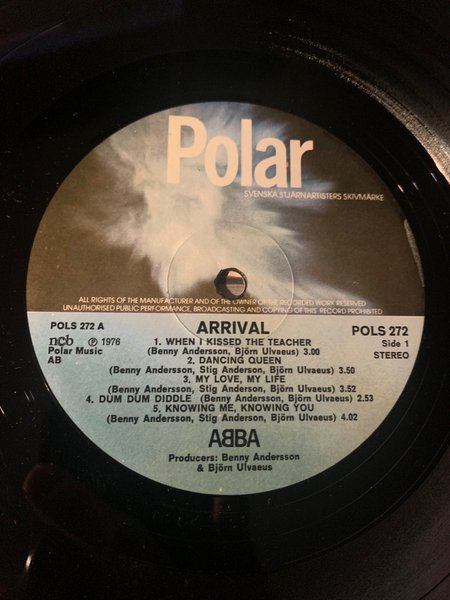 Polar
SVENSKA STJÄRNARTISTERS SKIVMÄRKE
ALL RIGHTS OF THE MANUFACTURER AND OF THE OWNER OF THE RECORDED WORK RESERVED
UNAUTHORISED PUBLIC PERFORMANCE, BROADCASTING AND COPYING OF THIS RECORD PROHIBITED
POLS 272 A
ARRIVAL
POLS 272
ncb ℗ 1976
Side 1
Polar Music
STEREO
AB
1. WHEN I KISSED THE TEACHER
(Benny Andersson, Björn Ulvaeus) 3.00
2. DANCING QUEEN
(Benny Andersson, Stig Anderson, Björn Ulvaeus) 3.50
3. MY LOVE, MY LIFE
(Benny Andersson, Stig Anderson, Björn Ulvaeus) 3.52
4. DUM DUM DIDDLE (Benny Andersson, Björn Ulvaeus) 2.53
5. KNOWING ME, KNOWING YOU
(Benny Andersson, Stig Anderson, Björn Ulvaeus) 4.02
ABBA
Producers: Benny Andersson
& Björn Ulvaeus